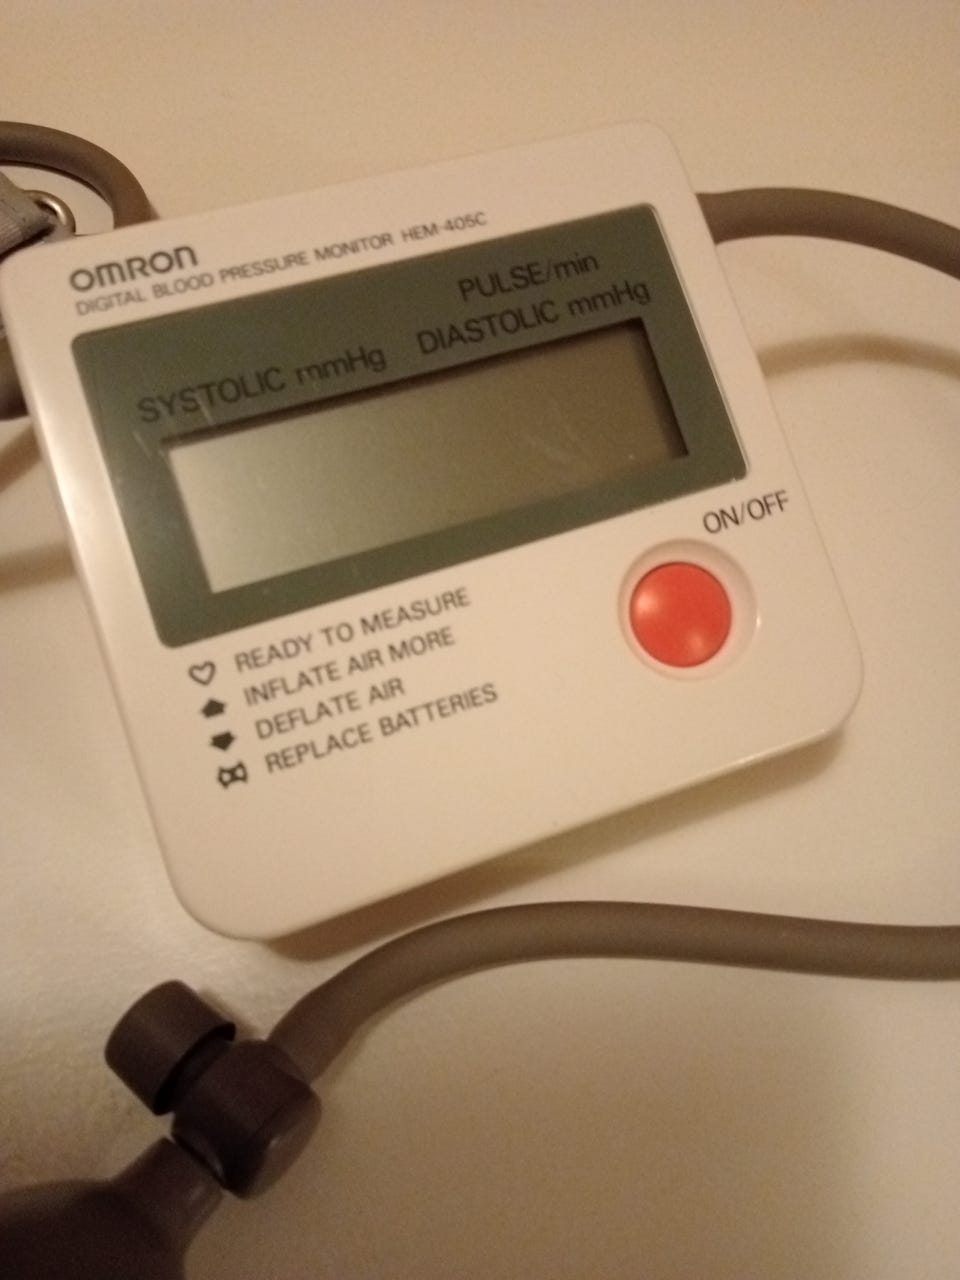 OMRON
DIGITAL BLOOD PRESSURE MONITOR HEM-405C
PULSE/min
SYSTOLIC mmHg DIASTOLIC mmHg
ON/OFF
READY TO MEASURE
INFLATE AIR MORE
DEFLATE AIR
REPLACE BATTERIES